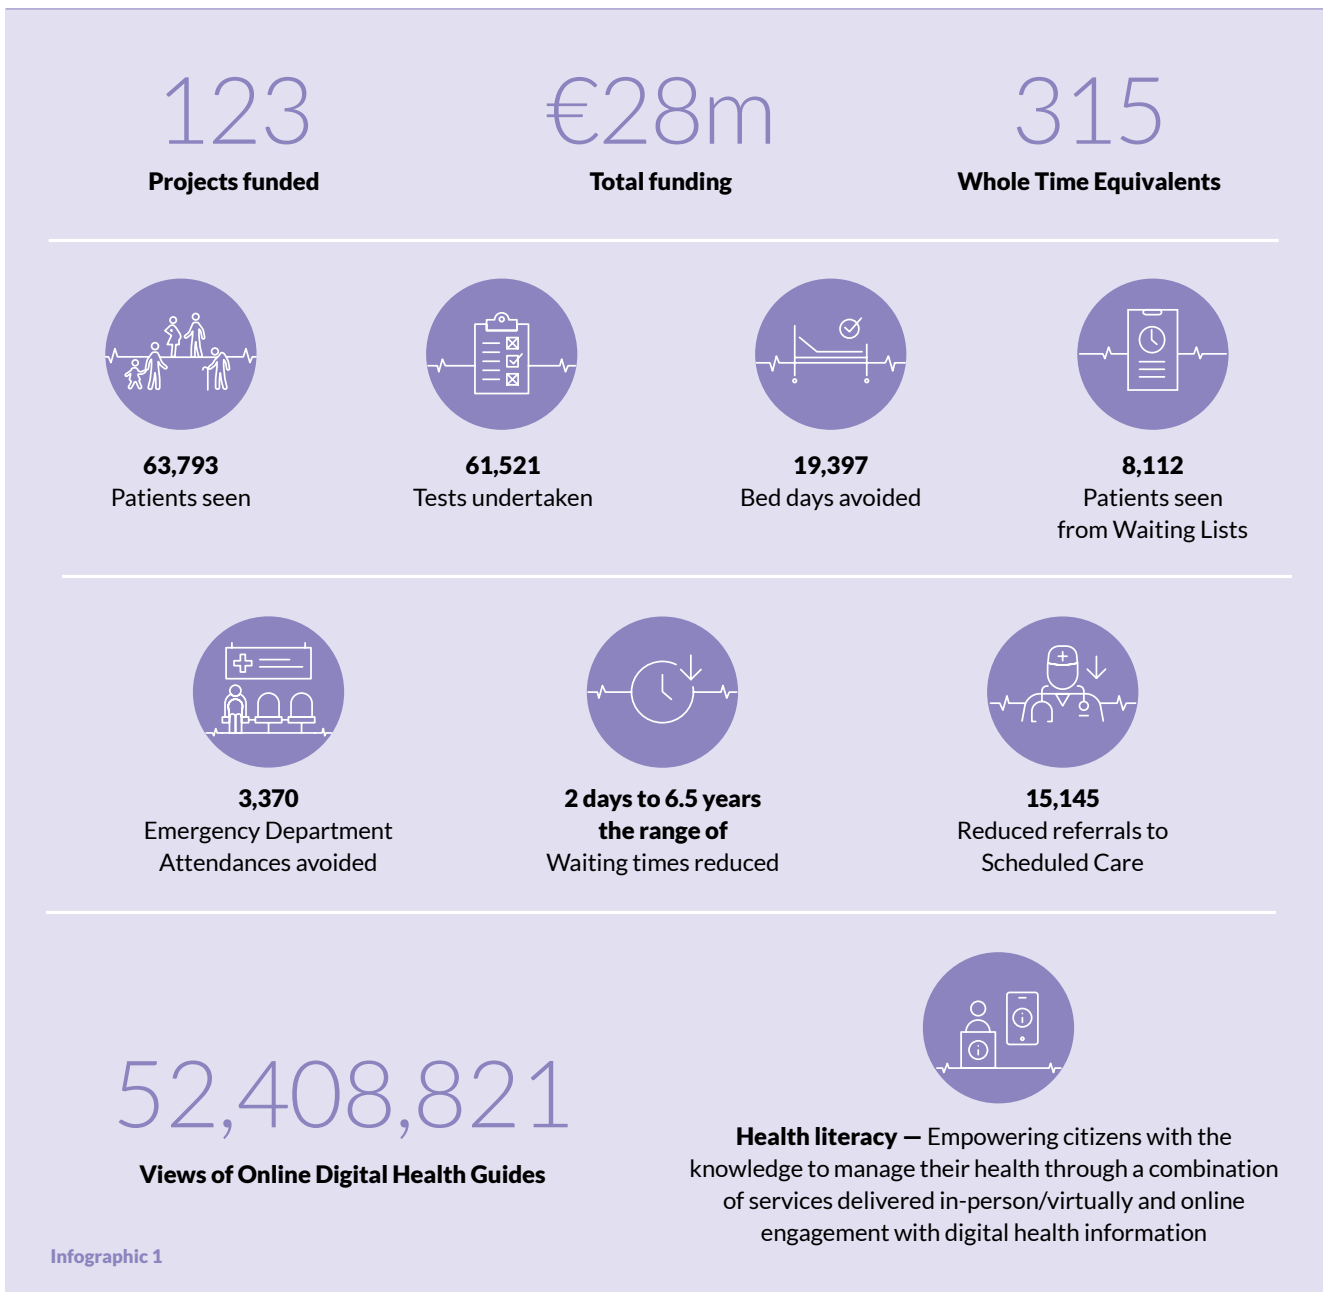 123
Projects funded
€28m
Total funding
315
Whole Time Equivalents
63,793
Patients seen
61,521
Tests undertaken
19,397
Bed days avoided
8,112
Patients seen
from Waiting Lists
3,370
Emergency Department
Attendances avoided
2 days to 6.5 years
the range of
Waiting times reduced
15,145
Reduced referrals to
Scheduled Care
52,408,821
Views of Online Digital Health Guides
Health literacy — Empowering citizens with the
knowledge to manage their health through a combination
of services delivered in-person/virtually and online
engagement with digital health information
Infographic 1